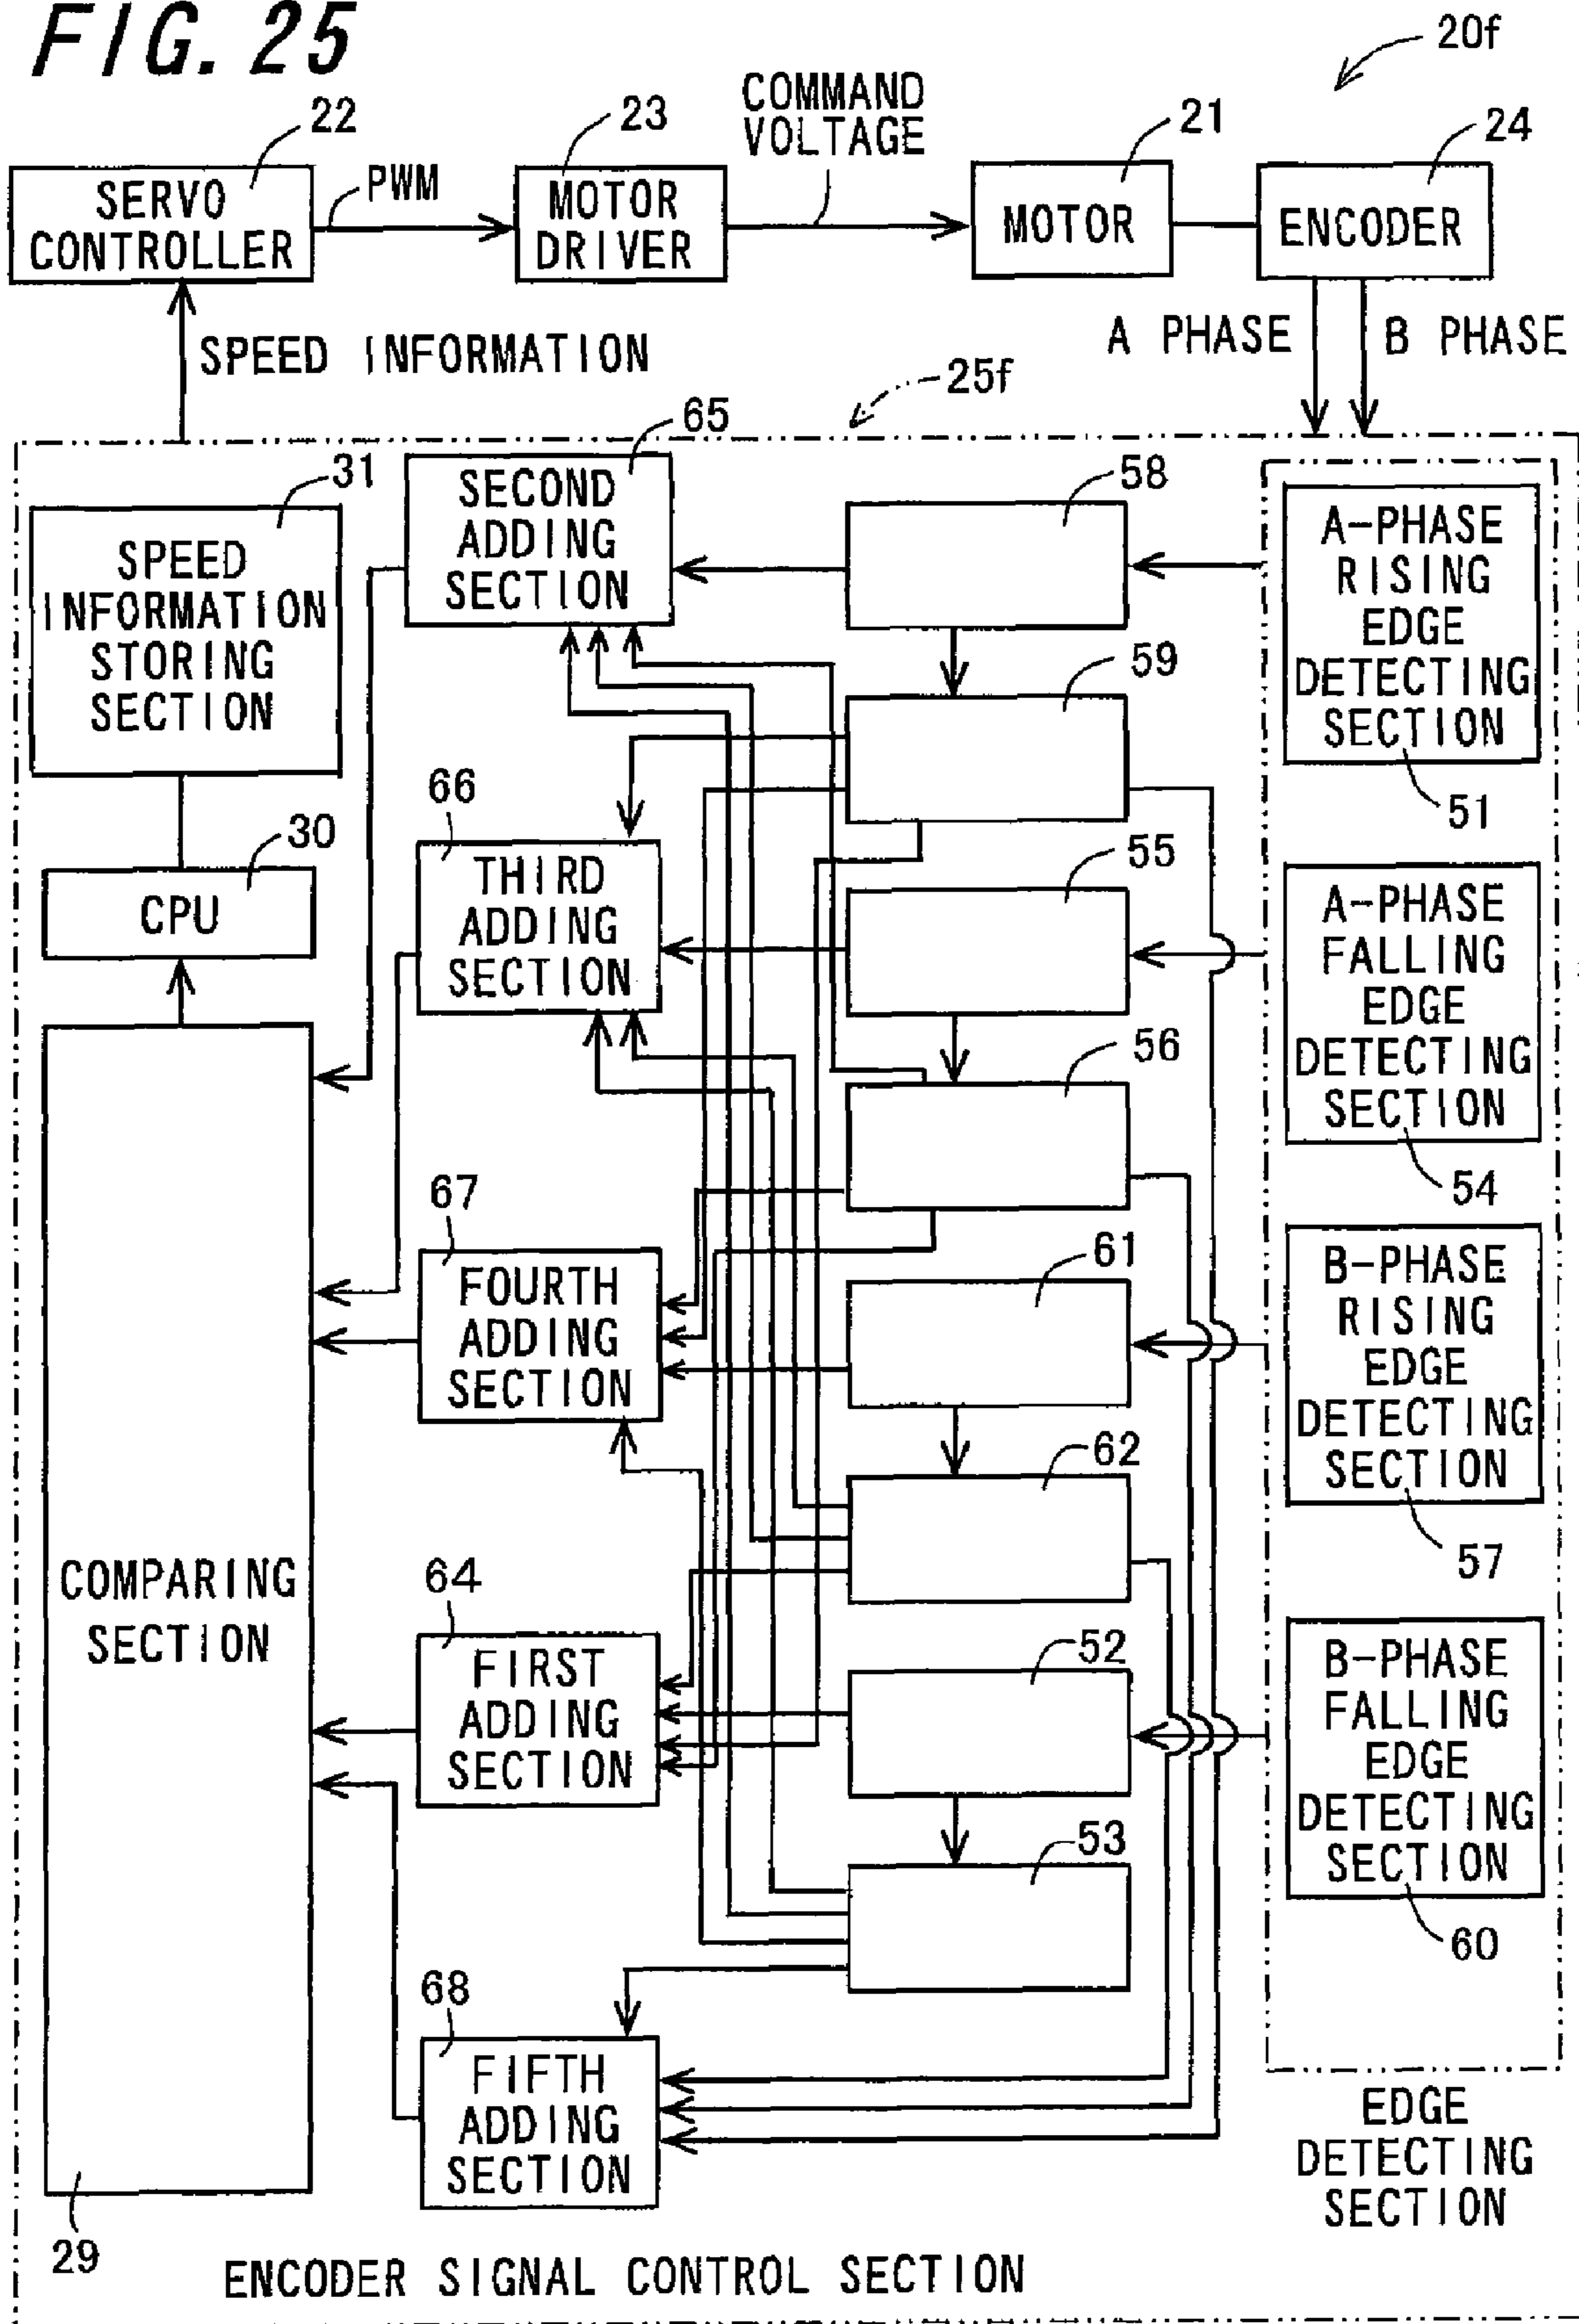 FIG. 25
20f
22
23
COMMAND
VOLTAGE
21
24
SERVO
CONTROLLER
PWM
MOTOR
DRIVER
MOTOR
ENCODER
SPEED INFORMATION
A PHASE
B PHASE
25f
31
SPEED
INFORMATION
STORING
SECTION
65
SECOND
ADDING
SECTION
58
A-PHASE
RISING
EDGE
DETECTING
SECTION
51
59
30
CPU
66
THIRD
ADDING
SECTION
55
A-PHASE
FALLING
EDGE
DETECTING
SECTION
54
56
67
FOURTH
ADDING
SECTION
61
B-PHASE
RISING
EDGE
DETECTING
SECTION
57
62
COMPARING
SECTION
29
64
FIRST
ADDING
SECTION
52
B-PHASE
FALLING
EDGE
DETECTING
SECTION
60
53
68
FIFTH
ADDING
SECTION
EDGE
DETECTING
SECTION
ENCODER SIGNAL CONTROL SECTION